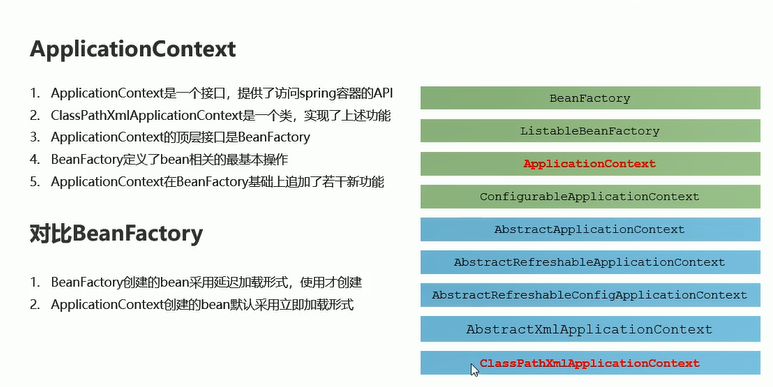 ApplicationContext
1. ApplicationContext是一个接口，提供了访问spring容器的API
2. ClassPathXmlApplicationContext是一个类，实现了上述功能
3. ApplicationContext的顶层接口是BeanFactory
4. BeanFactory定义了bean相关的最基本操作
5. ApplicationContext在BeanFactory基础上追加了若干新功能
对比BeanFactory
1. BeanFactory创建的bean采用延迟加载形式，使用才创建
2. ApplicationContext创建的bean默认采用立即加载形式
BeanFactory
ListableBeanFactory
ApplicationContext
ConfigurableApplicationContext
AbstractApplicationContext
AbstractRefreshableApplicationContext
AbstractRefreshableConfigApplicationContext
AbstractXmlApplicationContext
ClassPathXmlApplicationContext